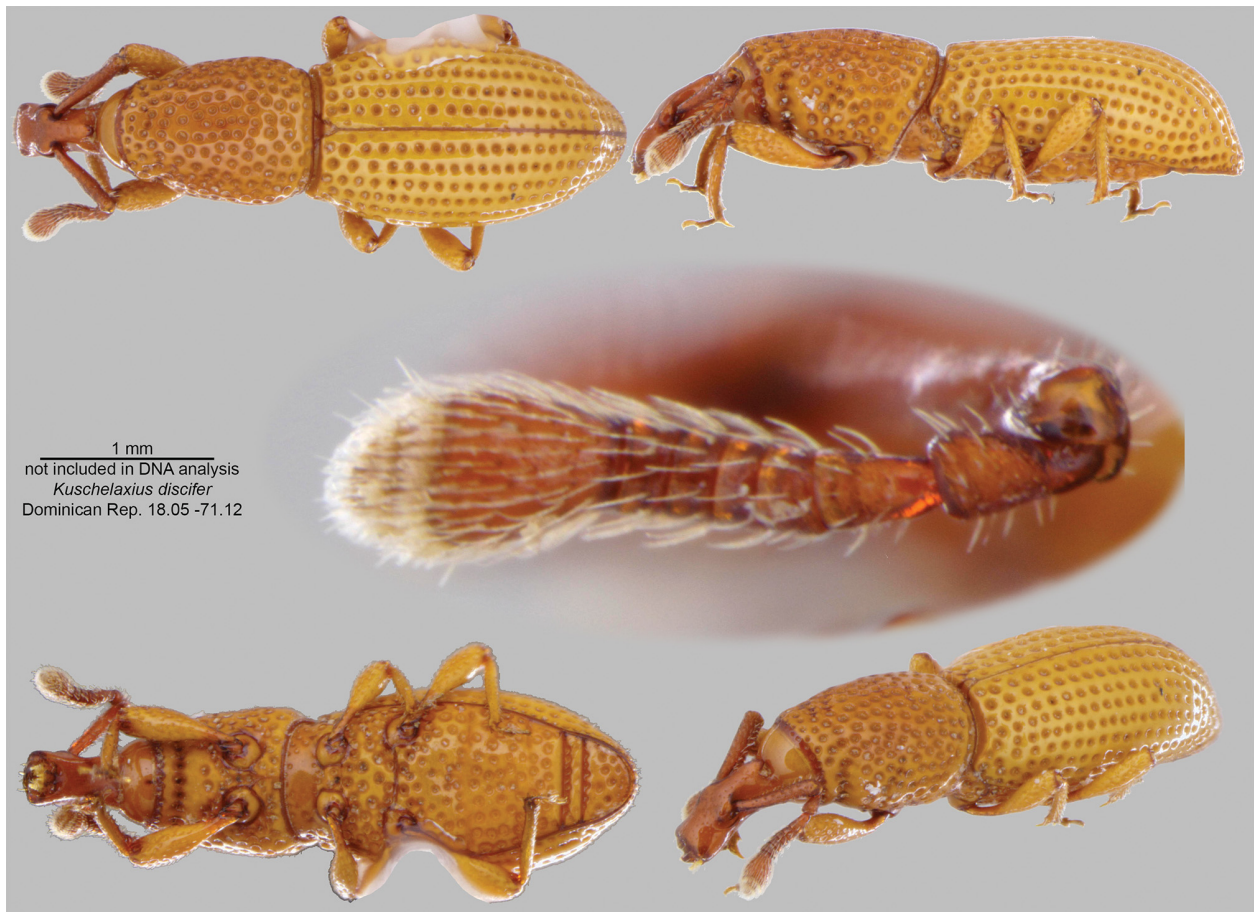 1 mm
not included in DNA analysis
Kuschelaxius discifer
Dominican Rep. 18.05 -71.12